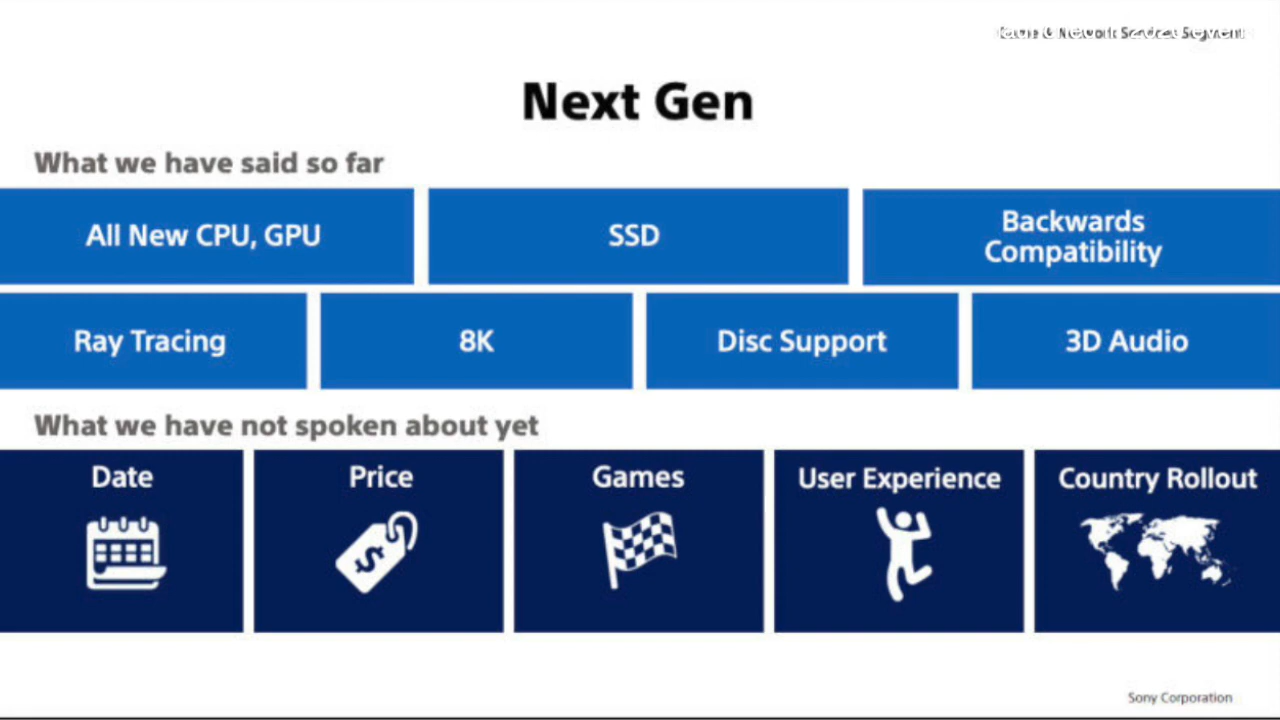 Next Gen
What we have said so far
All New CPU, GPU
SSD
Backwards
Compatibility
Ray Tracing
8K
Disc Support
3D Audio
What we have not spoken about yet
Date
Price
Games
User Experience
Country Rollout
$
Sony Corporation